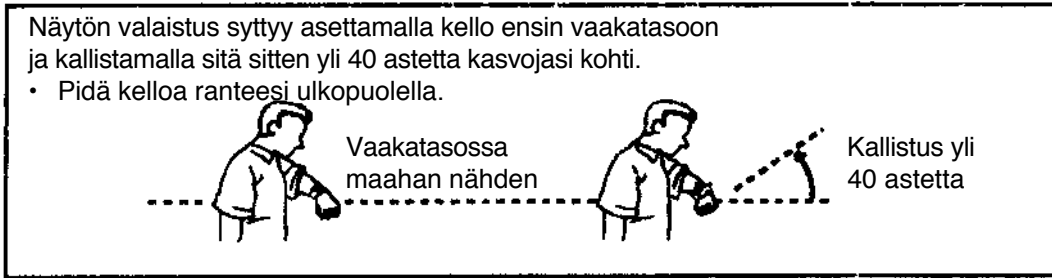 Näytön valaistus syttyy asettamalla kello ensin vaakatasoon
ja kallistamalla sitä sitten yli 40 astetta kasvojasi kohti.
• Pidä kelloa ranteesi ulkopuolella.
Vaakatasossa
maahan nähden
Kallistus yli
40 astetta